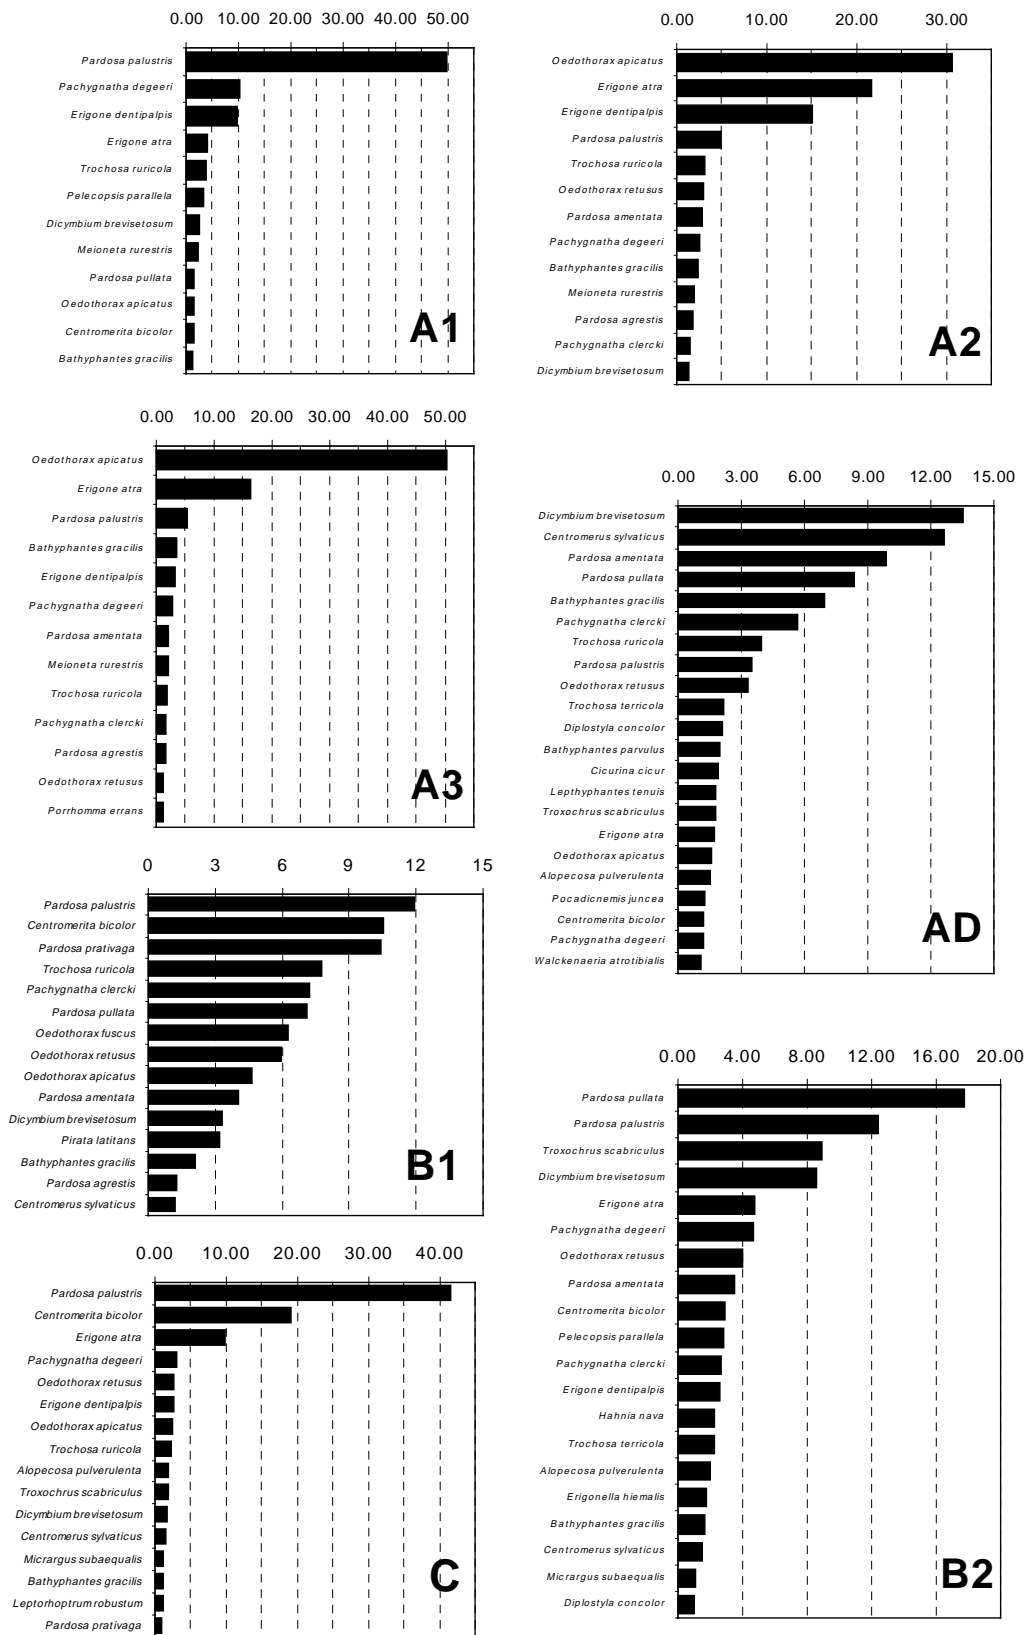 0.00 10.00 20.00 30.00 40.00 50.00
Pardosa palustris
Pachygnatha degeeri
Erigone dentipalpis
Erigone atra
Trochosa ruricola
Pelecopsis parallela
Dicymbium brevisetosum
Meioneta rurestris
Pardosa pullata
Oedothorax apicatus
Centromerita bicolor
Bathyphantes gracilis
A1
0.00 10.00 20.00 30.00
Oedothorax apicatus
Erigone atra
Erigone dentipalpis
Pardosa palustris
Trochosa ruricola
Oedothorax retusus
Pardosa amentata
Pachygnatha degeeri
Bathyphantes gracilis
Meioneta rurestris
Pardosa agrestis
Pachygnatha clercki
Dicymbium brevisetosum
A2
0.00 10.00 20.00 30.00 40.00 50.00
Oedothorax apicatus
Erigone atra
Pardosa palustris
Bathyphantes gracilis
Erigone dentipalpis
Pachygnatha degeeri
Pardosa amentata
Meioneta rurestris
Trochosa ruricola
Pachygnatha clercki
Pardosa agrestis
Oedothorax retusus
Porrhomma errans
A3
0.00 3.00 6.00 9.00 12.00 15.00
Dicymbium brevisetosum
Centromerus sylvaticus
Pardosa amentata
Pardosa pullata
Bathyphantes gracilis
Pachygnatha clercki
Trochosa ruricola
Pardosa palustris
Oedothorax retusus
Trochosa terricola
Diplostyla concolor
Bathyphantes parvulus
Cicurina cicur
Lepthyphantes tenuis
Troxochrus scabriculus
Erigone atra
Oedothorax apicatus
Alopecosa pulverulenta
Pocadicnemis juncea
Centromerita bicolor
Pachygnatha degeeri
Walckenaeria atrotibialis
AD
0 3 6 9 12 15
Pardosa palustris
Centromerita bicolor
Pardosa prativaga
Trochosa ruricola
Pachygnatha clercki
Pardosa pullata
Oedothorax fuscus
Oedothorax retusus
Oedothorax apicatus
Pardosa amentata
Dicymbium brevisetosum
Pirata latitans
Bathyphantes gracilis
Pardosa agrestis
Centromerus sylvaticus
B1
0.00 4.00 8.00 12.00 16.00 20.00
Pardosa pullata
Pardosa palustris
Troxochrus scabriculus
Dicymbium brevisetosum
Erigone atra
Pachygnatha degeeri
Oedothorax retusus
Pardosa amentata
Centromerita bicolor
Pelecopsis parallela
Pachygnatha clercki
Erigone dentipalpis
Hahnia nava
Trochosa terricola
Alopecosa pulverulenta
Erigonella hiemalis
Bathyphantes gracilis
Centromerus sylvaticus
Micrargus subaequalis
Diplostyla concolor
B2
0.00 10.00 20.00 30.00 40.00
Pardosa palustris
Centromerita bicolor
Erigone atra
Pachygnatha degeeri
Oedothorax retusus
Erigone dentipalpis
Oedothorax apicatus
Trochosa ruricola
Alopecosa pulverulenta
Troxochrus scabriculus
Dicymbium brevisetosum
Centromerus sylvaticus
Micrargus subaequalis
Bathyphantes gracilis
Leptorhoptrum robustum
Pardosa prativaga
C